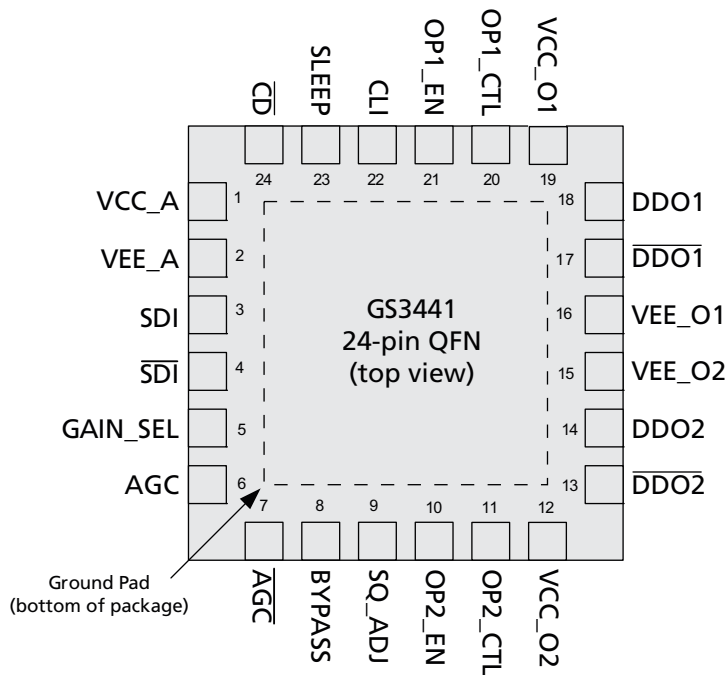 CD
SLEEP
CLI
OP1_EN
OP1_CTL
VCC_O1
24
23
22
21
20
19
VCC_A
1
18
DDO1
VEE_A
2
17
DDO1
SDI
3
16
VEE_O1
SDI
4
15
VEE_O2
GAIN_SEL
5
14
DDO2
AGC
6
13
DDO2
GS3441
24-pin QFN
(top view)
7
8
9
10
11
12
AGC
BYPASS
SQ_ADJ
OP2_EN
OP2_CTL
VCC_O2
Ground Pad
(bottom of package)